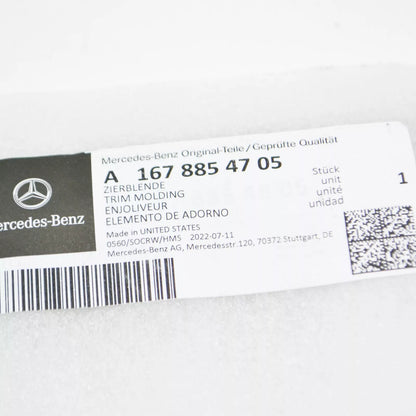 Mercedes-Benz Original-Teile/Geprüfte Qualität
A 167 885 47 05
ZIERBLENDE
TRIM MOLDING
ENJOLIVEUR
ELEMENTO DE ADORNO
Stück
unit
unité
unidad
1
Made in UNITED STATES
0560/SOCRW/HMS 2022-07-11
Mercedes-Benz AG, Mercedesstr.120, 70372 Stuttgart, DE
ercedes-Benz